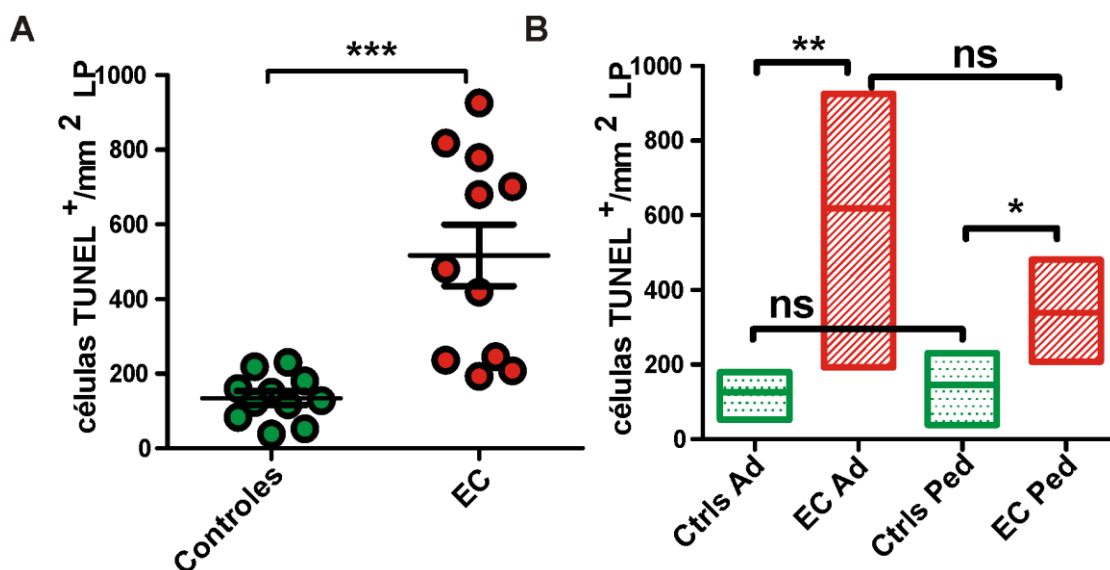 A
***
células TUNEL +/mm 2 LP
1000
800
600
400
200
0
Controles
EC
B
**
ns
*
ns
células TUNEL +/mm 2 LP
1000
800
600
400
200
0
Ctrls Ad
EC Ad
Ctrls Ped
EC Ped